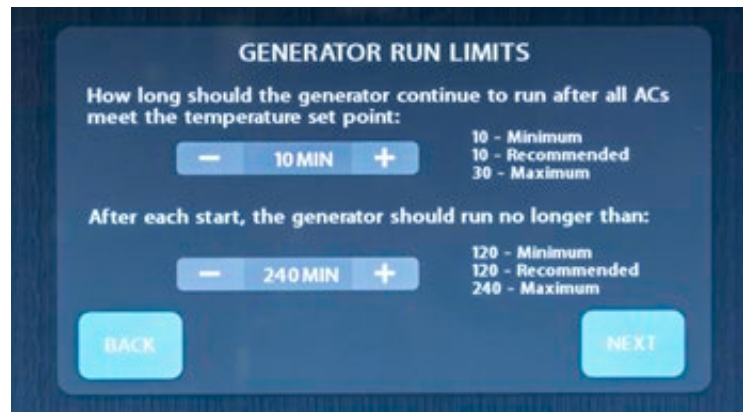 GENERATOR RUN LIMITS
How long should the generator continue to run after all ACs
meet the temperature set point:
− 10 MIN +
10 - Minimum
10 - Recommended
30 - Maximum
After each start, the generator should run no longer than:
− 240 MIN +
120 - Minimum
120 - Recommended
240 - Maximum
BACK
NEXT